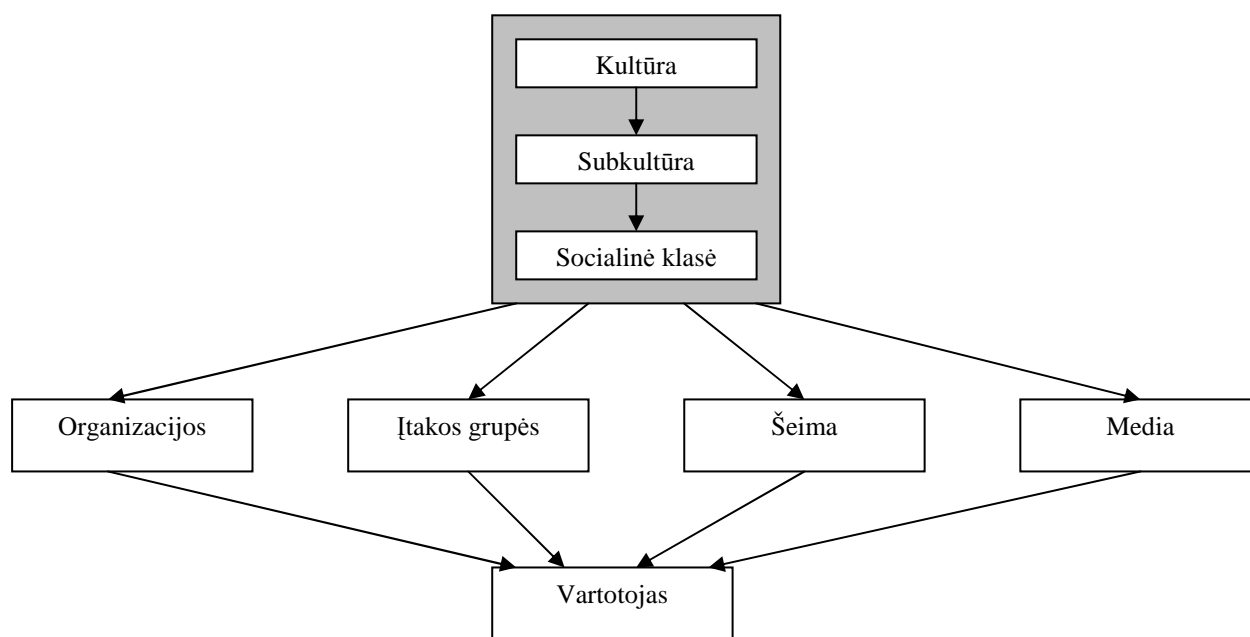 Kultūra
Subkultūra
Socialinė klasė
Organizacijos
Įtakos grupės
Šeima
Media
Vartotojas